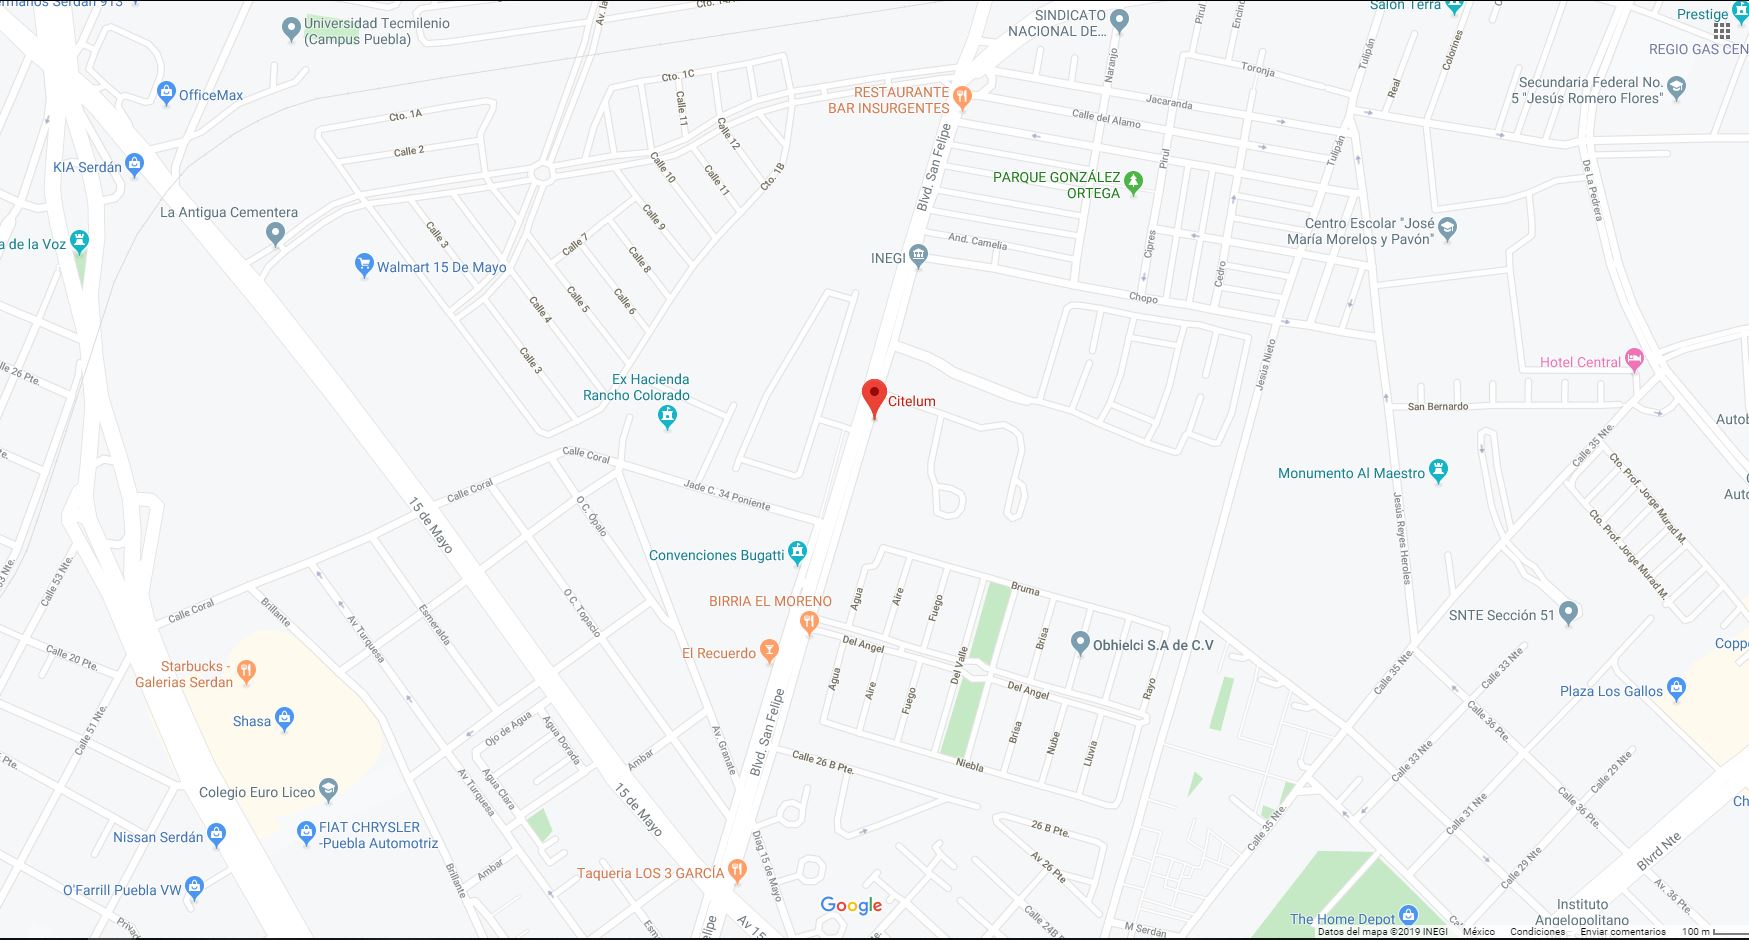 Hermanos Serdán 913
Universidad Tecmilenio
(Campus Puebla)
SINDICATO
NACIONAL DE...
Salón Terra
Prestige
REGIO GAS CEN
Naranjo
Pirul
Encino
Tulipán
Colorines
Real
Toronja
Jacaranda
Calle del Alamo
Secundaria Federal No.
5 "Jesús Romero Flores"
OfficeMax
Cto. 1C
Cto. 1A
Calle 11
Calle 12
RESTAURANTE
BAR INSURGENTES
Calle 2
KIA Serdán
Calle 10
Calle 11
Cto. 1B
Blvd. San Felipe
PARQUE GONZÁLEZ
ORTEGA
Pirul
Tulipán
De La Pedrera
La Antigua Cementera
a de la Voz
Calle 3
Calle 7
Calle 9
Calle 8
And. Camelia
Cipres
Cedro
Centro Escolar "José
María Morelos y Pavón"
Walmart 15 De Mayo
INEGI
Calle 4
Calle 5
Calle 6
Chopo
Calle 3
Jesús Nieto
Hotel Central
lle 26 Pte.
Ex Hacienda
Rancho Colorado
Citelum
San Bernardo
Calle 35 Nte.
Calle Coral
Monumento Al Maestro
Cto. Prof. Jorge Murad M.
Calle Coral
Jade C. 34 Poniente
15 de Mayo
O C. Ópalo
Jesús Reyes Heroles
Cto. Prof. Jorge Murad M.
Convenciones Bugatti
Calle 53 Nte.
Calle Coral
Brillante
Av Turquesa
Esmeralda
O C. Topacio
BIRRIA EL MORENO
Agua
Aire
Fuego
Bruma
Brisa
Del Angel
SNTE Sección 51
El Recuerdo
Obhielci S.A de C.V
Coppe
Calle 20 Pte.
Starbucks -
Galerias Serdan
Agua
Aire
Fuego
Del Valle
Del Angel
Rayo
Calle 35 Nte.
Calle 33 Nte.
Plaza Los Gallos
Shasa
Calle 51 Nte.
Ojo de Agua
Agua Dorada
Av. Granate
Blvd. San Felipe
Brisa
Nube
Lluvia
Calle 36 Pte.
Ambar
Calle 26 B Pte.
Niebla
Calle 33 Nte
Calle 29 Nte
Colegio Euro Liceo
Av Turquesa
Agua Clara
15 de Mayo
Calle 31 Nte
Calle 36 Pte.
Nissan Serdán
FIAT CHRYSLER
-Puebla Automotriz
Diag 15 de Mayo
26 B Pte.
Calle 35 Nte.
Blvrd Nte
Brillante
Ambar
Taqueria LOS 3 GARCÍA
Av 26 Pte
Calle 29 Nte
Av. 36 Pte.
O'Farrill Puebla VW
Google
Calle 24B
M Serdán
The Home Depot
Instituto
Angelopolitano
Av 15
Datos del mapa ©2019 INEGI México Condiciones Enviar comentarios 100 m